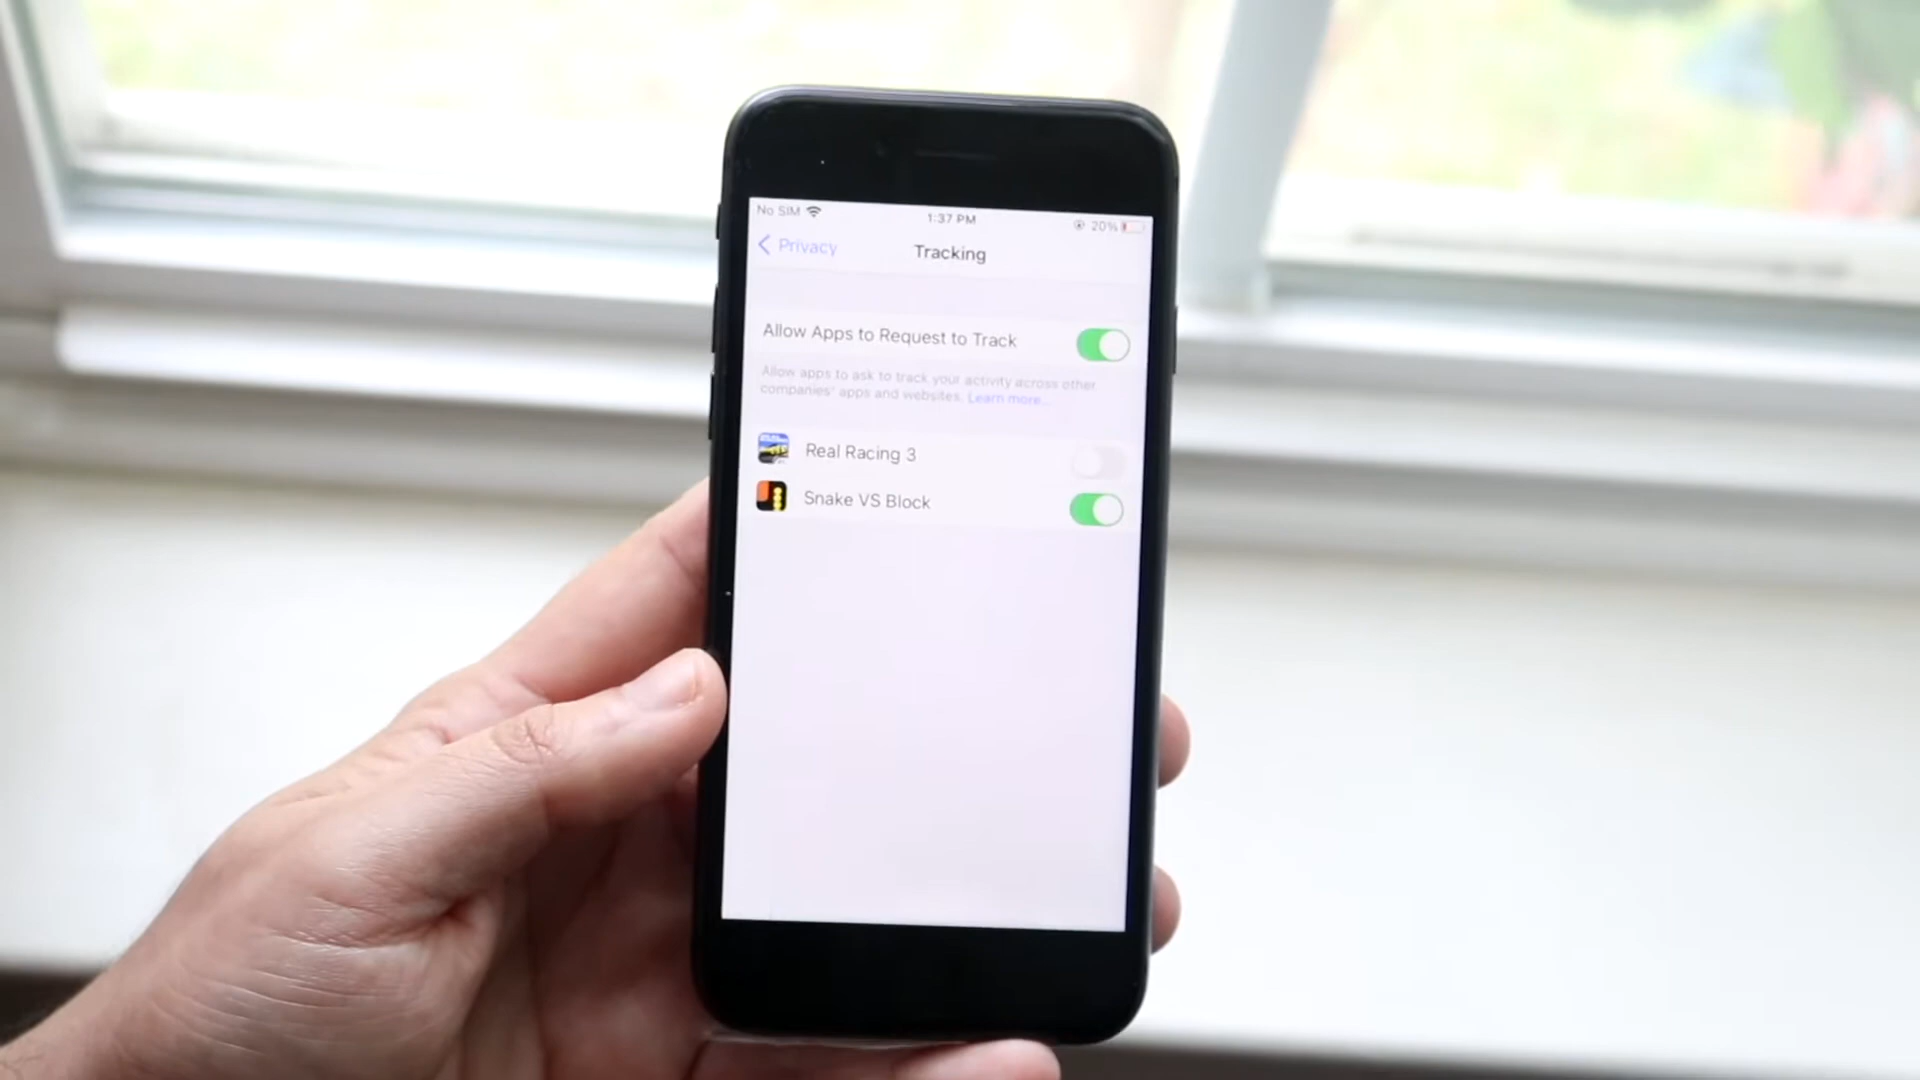 No SIM 1:37 PM 20%
Privacy Tracking
Allow Apps to Request to Track
Allow apps to ask to track your activity across other
companies' apps and websites. Learn more...
Real Racing 3
Snake VS Block